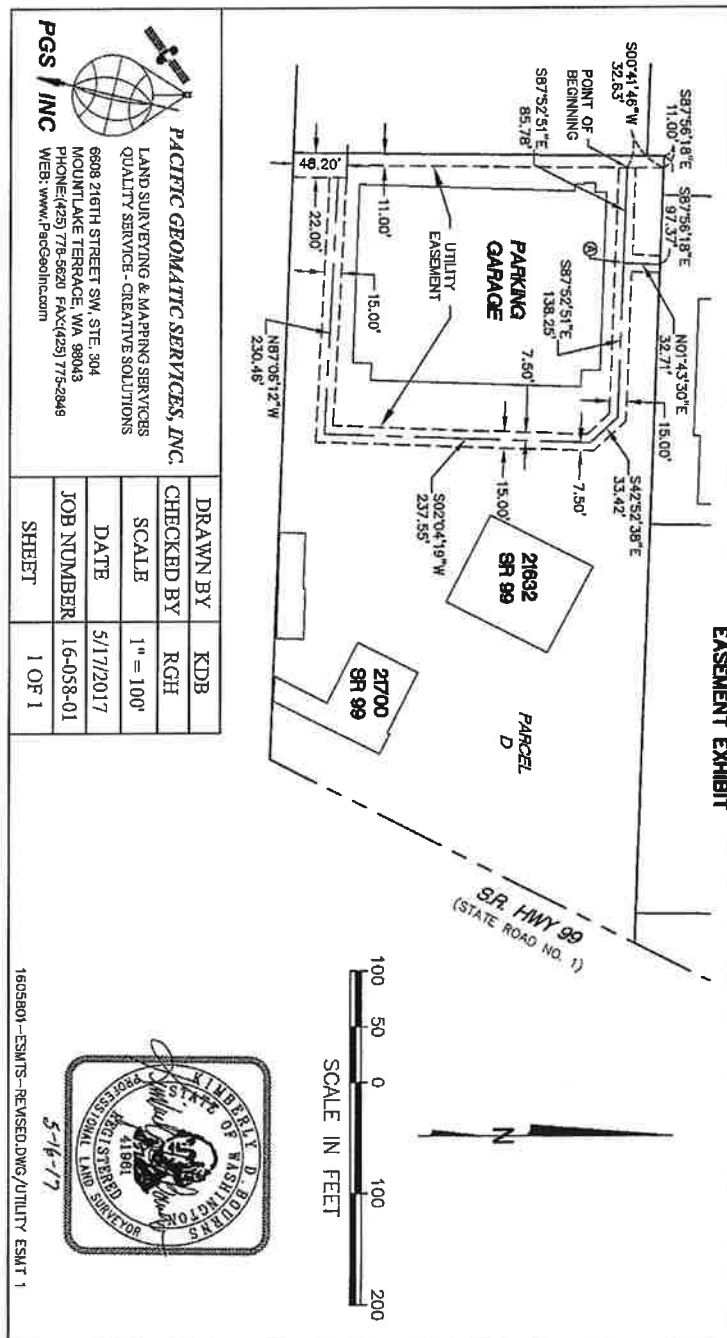 EASEMENT EXHIBIT
S87°56'18"E
11.00'
S87°56'18"E
97.37'
S00°41'46"W
32.63'
N01°43'30"E
32.71'
POINT OF
BEGINNING
S87°52'51"E
85.78'
15.00'
S42°52'38"E
33.42'
A
S87°52'51"E
138.25'
7.50'
7.50'
PARKING
GARAGE
UTILITY
EASEMENT
11.00'
48.20'
22.00'
15.00'
15.00'
S02°04'19"W
237.55'
N87°06'12"W
230.46'
21632
SR 99
21700
SR 99
PARCEL
D
S.R. HWY 99
(STATE ROAD NO. 1)
N
100 50 0 100 200
SCALE IN FEET
PGS INC
PACIFIC GEOMATIC SERVICES, INC.
LAND SURVEYING & MAPPING SERVICES
QUALITY SERVICE - CREATIVE SOLUTIONS
6608 216TH STREET SW, STE. 304
MOUNTLAKE TERRACE, WA 98043
PHONE:(425) 778-5620 FAX:(425) 775-2849
WEB: www.PacGeoInc.com
DRAWN BY KDB
CHECKED BY RGH
SCALE 1" = 100'
DATE 5/17/2017
JOB NUMBER 16-058-01
SHEET 1 OF 1
KIMBERLY D. BOURNS
STATE OF WASHINGTON
41961
REGISTERED
PROFESSIONAL LAND SURVEYOR
5-16-17
1605801-ESMTS-REVISED.DWG/UTILITY ESMT 1